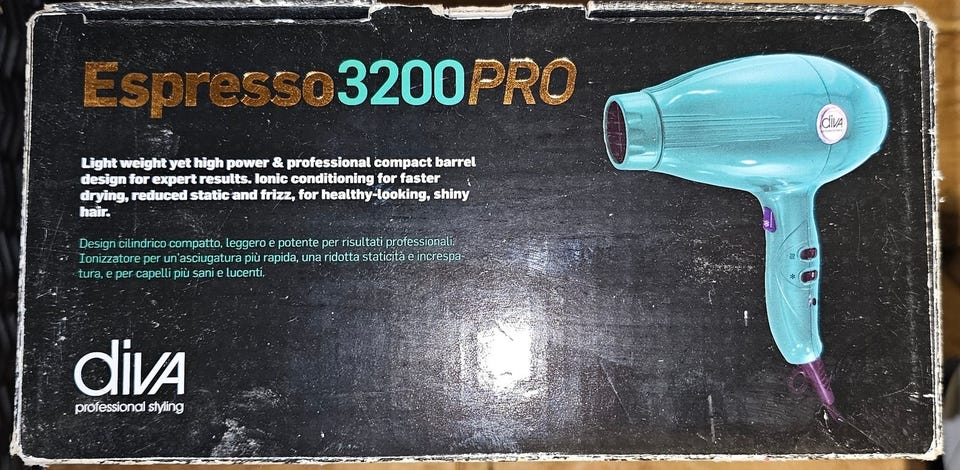 Espresso3200PRO
Light weight yet high power & professional compact barrel
design for expert results. Ionic conditioning for faster
drying, reduced static and frizz, for healthy-looking, shiny
hair.
Design cilindrico compatto, leggero e potente per risultati professionali.
Ionizzatore per un'asciugatura più rapida, una ridotta staticità e increspa-
tura, e per capelli più sani e lucenti.
diVA
professional styling
diVA